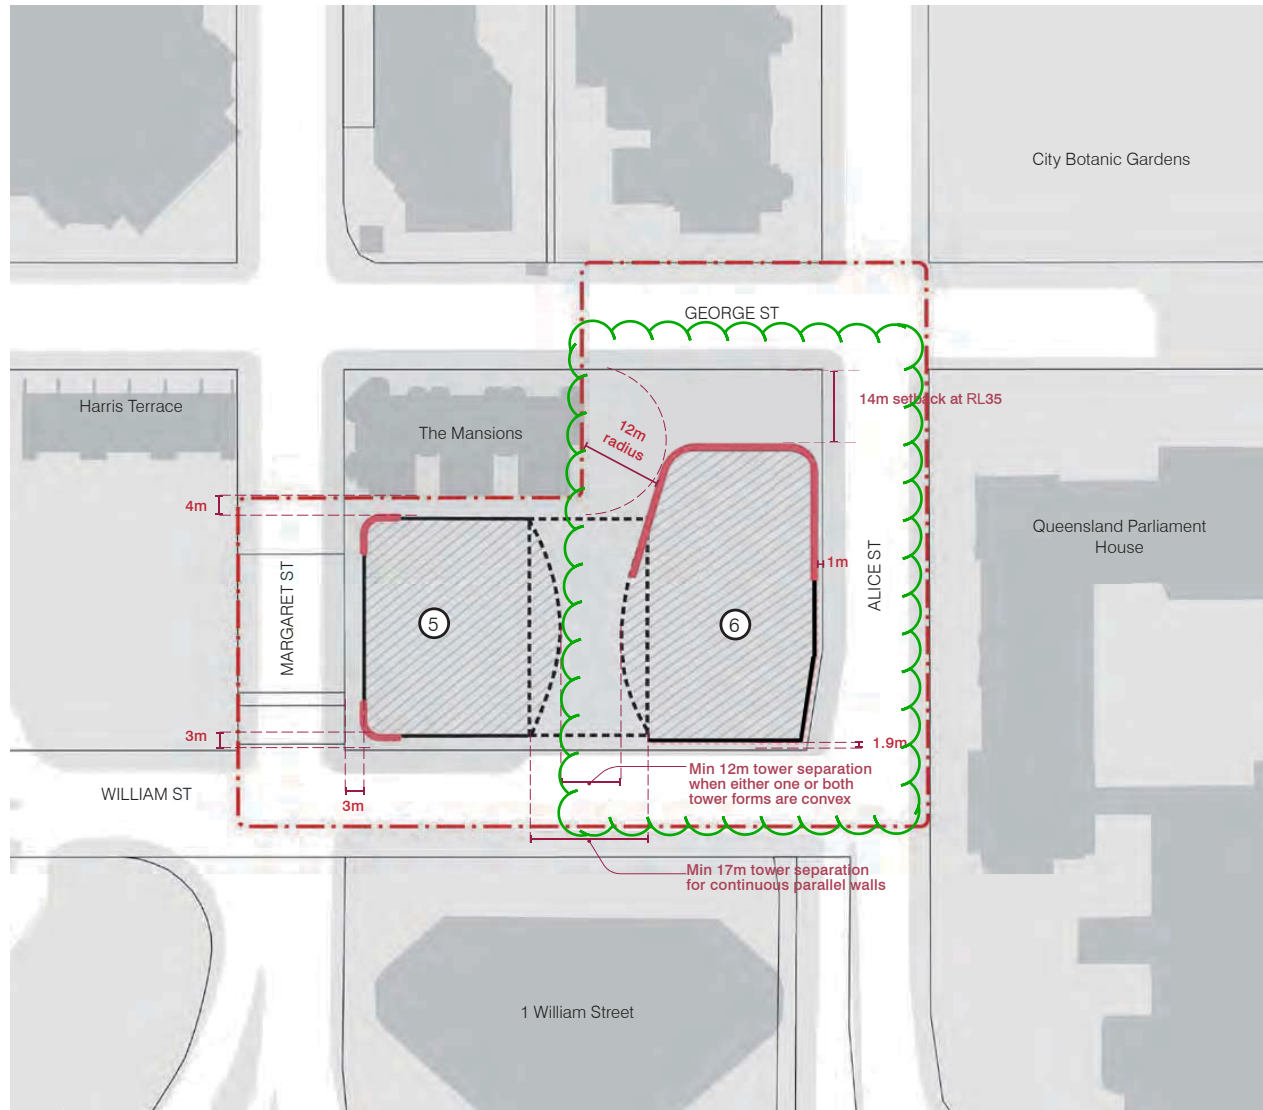 City Botanic Gardens
GEORGE ST
Harris Terrace
The Mansions
14m setback at RL35
12m
radius
4m
Queensland Parliament
House
MARGARET ST
ALICE ST
1m
5
6
3m
1.9m
WILLIAM ST
3m
Min 12m tower separation
when either one or both
tower forms are convex
Min 17m tower separation
for continuous parallel walls
1 William Street